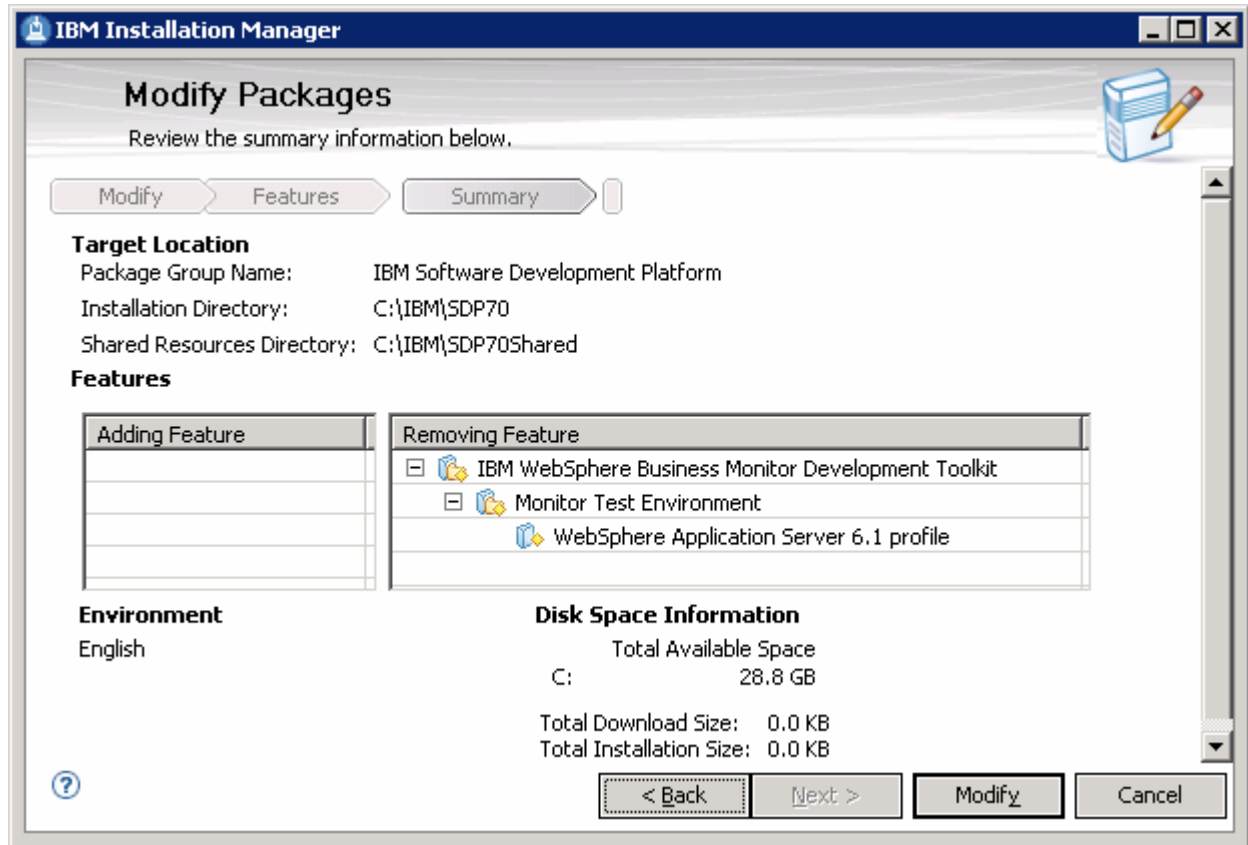 IBM Installation Manager
Modify Packages
Review the summary information below.
Modify Features Summary
Target Location
Package Group Name: IBM Software Development Platform
Installation Directory: C:\IBM\SDP70
Shared Resources Directory: C:\IBM\SDP70Shared
Features
Adding Feature
Removing Feature
IBM WebSphere Business Monitor Development Toolkit
Monitor Test Environment
WebSphere Application Server 6.1 profile
Environment
English
Disk Space Information
Total Available Space
C: 28.8 GB
Total Download Size: 0.0 KB
Total Installation Size: 0.0 KB
? < Back Next > Modify Cancel